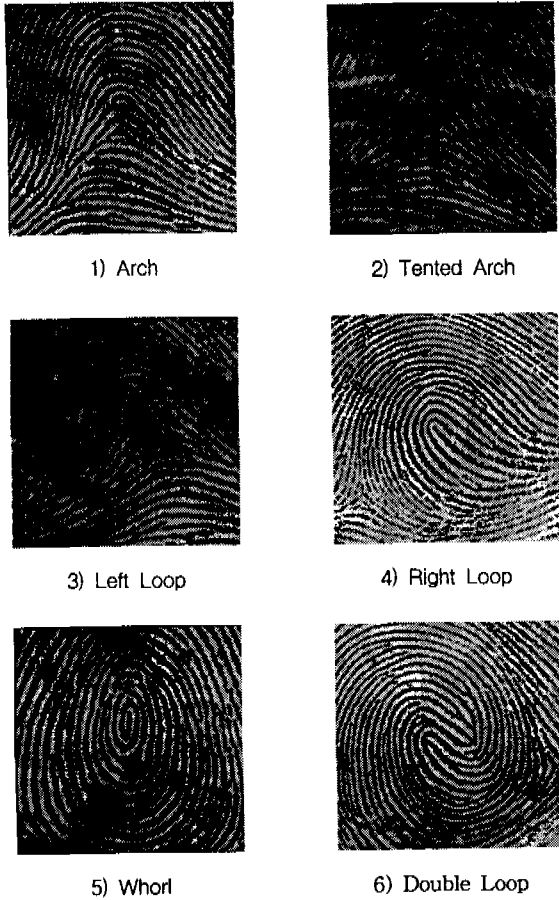 1) Arch
2) Tented Arch
3) Left Loop
4) Right Loop
5) Whorl
6) Double Loop